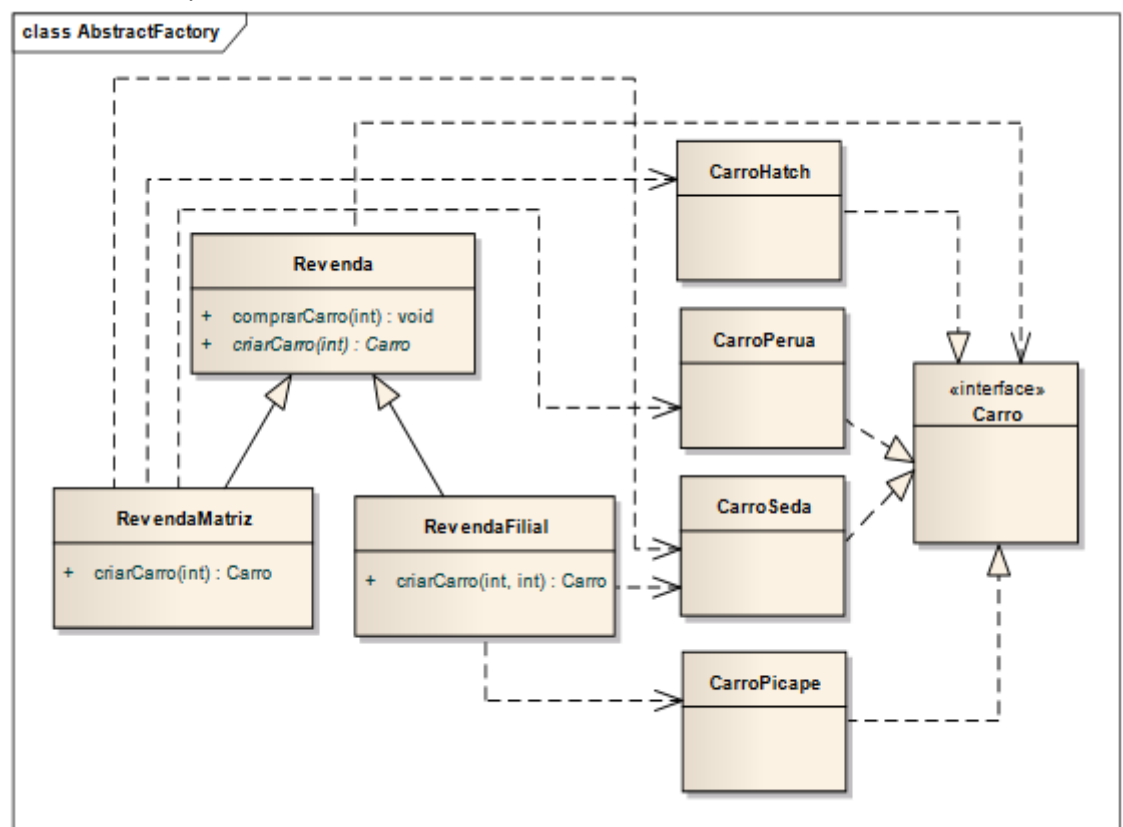 class AbstractFactory
CarroHatch
Revenda
+ comprarCarro(int) : void
+ criarCarro(int) : Carro
CarroPerua
«interface»
Carro
RevendaMatriz
+ criarCarro(int) : Carro
RevendaFilial
+ criarCarro(int, int) : Carro
CarroSeda
CarroPicape